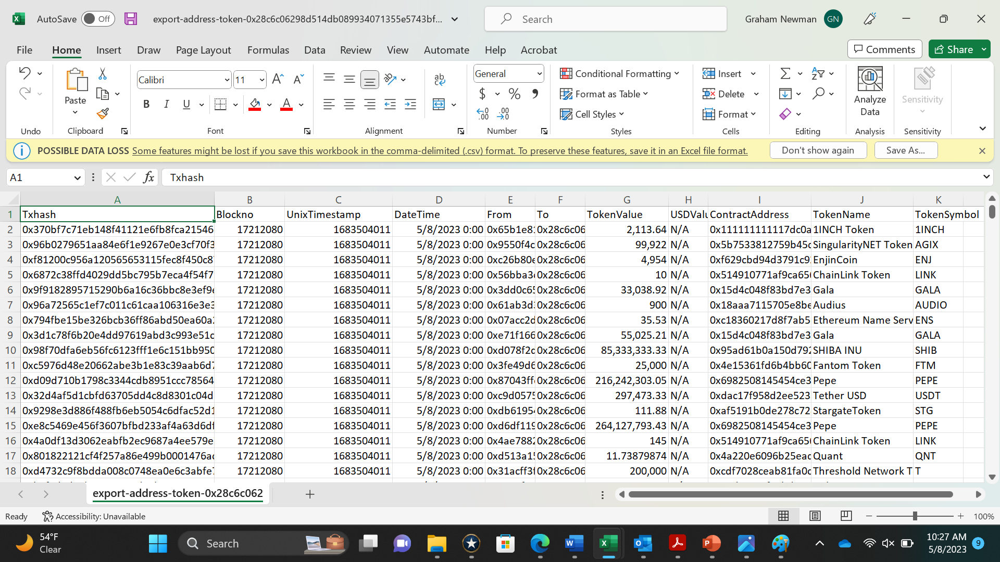 AutoSave Off export-address-token-0x28c6c06298d514db089934071355e5743bf... Search Graham Newman GN
File Home Insert Draw Page Layout Formulas Data Review View Automate Help Acrobat Comments Share
Calibri 11 General Conditional Formatting Insert
Paste Format as Table Delete Analyze Data Sensitivity
Cell Styles Format
Undo Clipboard Font Alignment Number Styles Cells Editing Analysis Sensitivity
POSSIBLE DATA LOSS Some features might be lost if you save this workbook in the comma-delimited (.csv) format. To preserve these features, save it in an Excel file format. Don't show again Save As...
A1 fx Txhash
A B C D E F G H I J K
1 Txhash Blockno UnixTimestamp DateTime From To TokenValue USDValu ContractAddress TokenName TokenSymbol
2 0x370bf7c71eb148f41121e6fb8fca21546 17212080 1683504011 5/8/2023 0:00 0x65b1e81 0x28c6c06 2,113.64 N/A 0x111111111117dc0a 1INCH Token 1INCH
3 0x96b0279651aa84e6f1e9267e0e3cf70f3 17212080 1683504011 5/8/2023 0:00 0x9550f4c 0x28c6c06 99,922 N/A 0x5b7533812759b45c SingularityNET Token AGIX
4 0xf81200c956a120565653115fec8f450c8 17212080 1683504011 5/8/2023 0:00 0xc26b80e 0x28c6c06 4,954 N/A 0xf629cbd94d3791c9 EnjinCoin ENJ
5 0x6872c38ffd4029dd5bc795b7eca4f54f7 17212080 1683504011 5/8/2023 0:00 0x56bba3 0x28c6c06 10 N/A 0x514910771af9ca65 ChainLink Token LINK
6 0x9f9182895715290b6a16c36bbc8e3ef9 17212080 1683504011 5/8/2023 0:00 0x3dd0c65 0x28c6c06 33,038.92 N/A 0x15d4c048f83bd7e3 Gala GALA
7 0x96a72565c1ef7c011c61caa106316e3e3 17212080 1683504011 5/8/2023 0:00 0x61ab3d 0x28c6c06 900 N/A 0x18aaa7115705e8be Audius AUDIO
8 0x794fbe15be326bcb36ff86abd50ea60a 17212080 1683504011 5/8/2023 0:00 0x07acc2d 0x28c6c06 35.53 N/A 0xc18360217d8f7ab5 Ethereum Name Serv ENS
9 0x3d1c78f6b20e4dd97619abd3c993e51c 17212080 1683504011 5/8/2023 0:00 0xe71f166 0x28c6c06 55,025.21 N/A 0x15d4c048f83bd7e3 Gala GALA
10 0x98f70dfa6eb56fc6123fff1e6c151bb950 17212080 1683504011 5/8/2023 0:00 0xd078f2c 0x28c6c06 85,333,333.33 N/A 0x95ad61b0a150d79 SHIBA INU SHIB
11 0xc5976d48e20662abe3b1e83c39aab6d7 17212080 1683504011 5/8/2023 0:00 0x3fe49d6 0x28c6c06 25,000 N/A 0x4e15361fd6b4bb60 Fantom Token FTM
12 0xd09d710b1798c3344cdb8951ccc78564 17212080 1683504011 5/8/2023 0:00 0x87043ff 0x28c6c06 216,242,303.05 N/A 0x6982508145454ce3 Pepe PEPE
13 0x32d4af5d1cbfd63705dd4c8d8301c04d 17212080 1683504011 5/8/2023 0:00 0xc9d0575 0x28c6c06 297,473.33 N/A 0xdac17f958d2ee523 Tether USD USDT
14 0x9298e3d886f488fb6eb5054c6dfac52d1 17212080 1683504011 5/8/2023 0:00 0xdb6195 0x28c6c06 111.88 N/A 0xaf5191b0de278c72 StargateToken STG
15 0xe8c5469e456f3607bfbd233af4a63d6df 17212080 1683504011 5/8/2023 0:00 0xd6df119 0x28c6c06 264,127,793.43 N/A 0x6982508145454ce3 Pepe PEPE
16 0x4a0df13d3062eabfb2ec9687a4ee579e 17212080 1683504011 5/8/2023 0:00 0x4ae7882 0x28c6c06 145 N/A 0x514910771af9ca65 ChainLink Token LINK
17 0x801822121cf4f257a86e499b0001476a 17212080 1683504011 5/8/2023 0:00 0xd513a15 0x28c6c06 11.73879874 N/A 0x4a220e6096b25eac Quant QNT
18 0xd4732c9f8bdda008c0748ea0e6c3abfe 17212080 1683504011 5/8/2023 0:00 0x31acff3f 0x28c6c06 200,000 N/A 0xcdf7028ceab81fa0c Threshold Network T T
export-address-token-0x28c6c062
Ready Accessibility: Unavailable 100%
54°F
Clear
Search
10:27 AM
5/8/2023 9